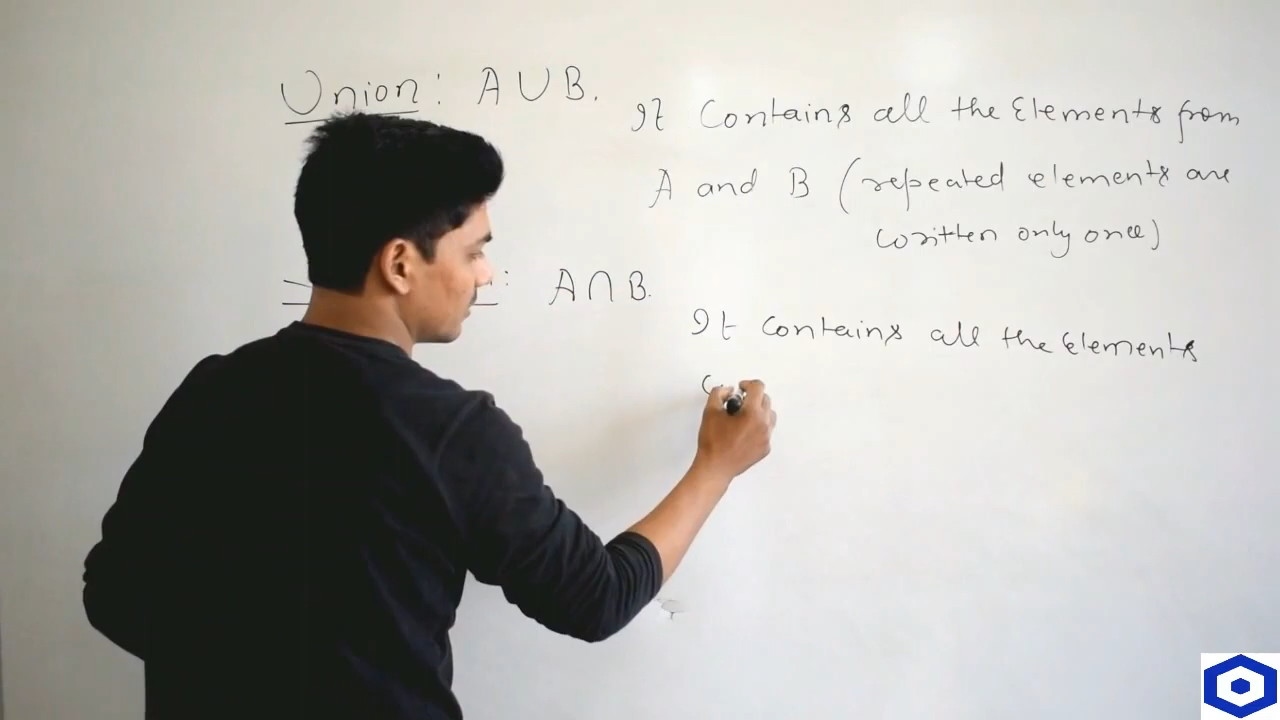 Union: A∪B.
It Contains all the Elements from
A and B (repeated elements are
written only once)
: A∩B.
It Contains all the Elements